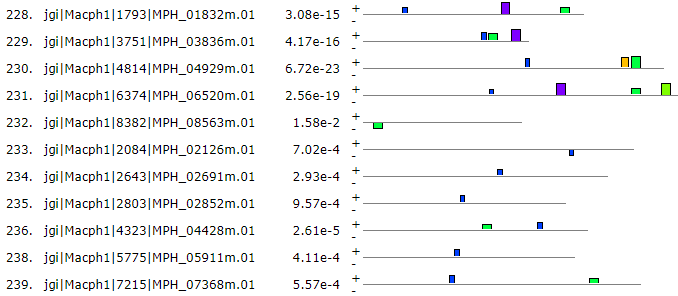 228. jgi|Macph1|1793|MPH_01832m.01 3.08e-15 + -
229. jgi|Macph1|3751|MPH_03836m.01 4.17e-16 + -
230. jgi|Macph1|4814|MPH_04929m.01 6.72e-23 + -
231. jgi|Macph1|6374|MPH_06520m.01 2.56e-19 + -
232. jgi|Macph1|8382|MPH_08563m.01 1.58e-2 + -
233. jgi|Macph1|2084|MPH_02126m.01 7.02e-4 + -
234. jgi|Macph1|2643|MPH_02691m.01 2.93e-4 + -
235. jgi|Macph1|2803|MPH_02852m.01 9.57e-4 + -
236. jgi|Macph1|4323|MPH_04428m.01 2.61e-5 + -
238. jgi|Macph1|5775|MPH_05911m.01 4.11e-4 + -
239. jgi|Macph1|7215|MPH_07368m.01 5.57e-4 + -